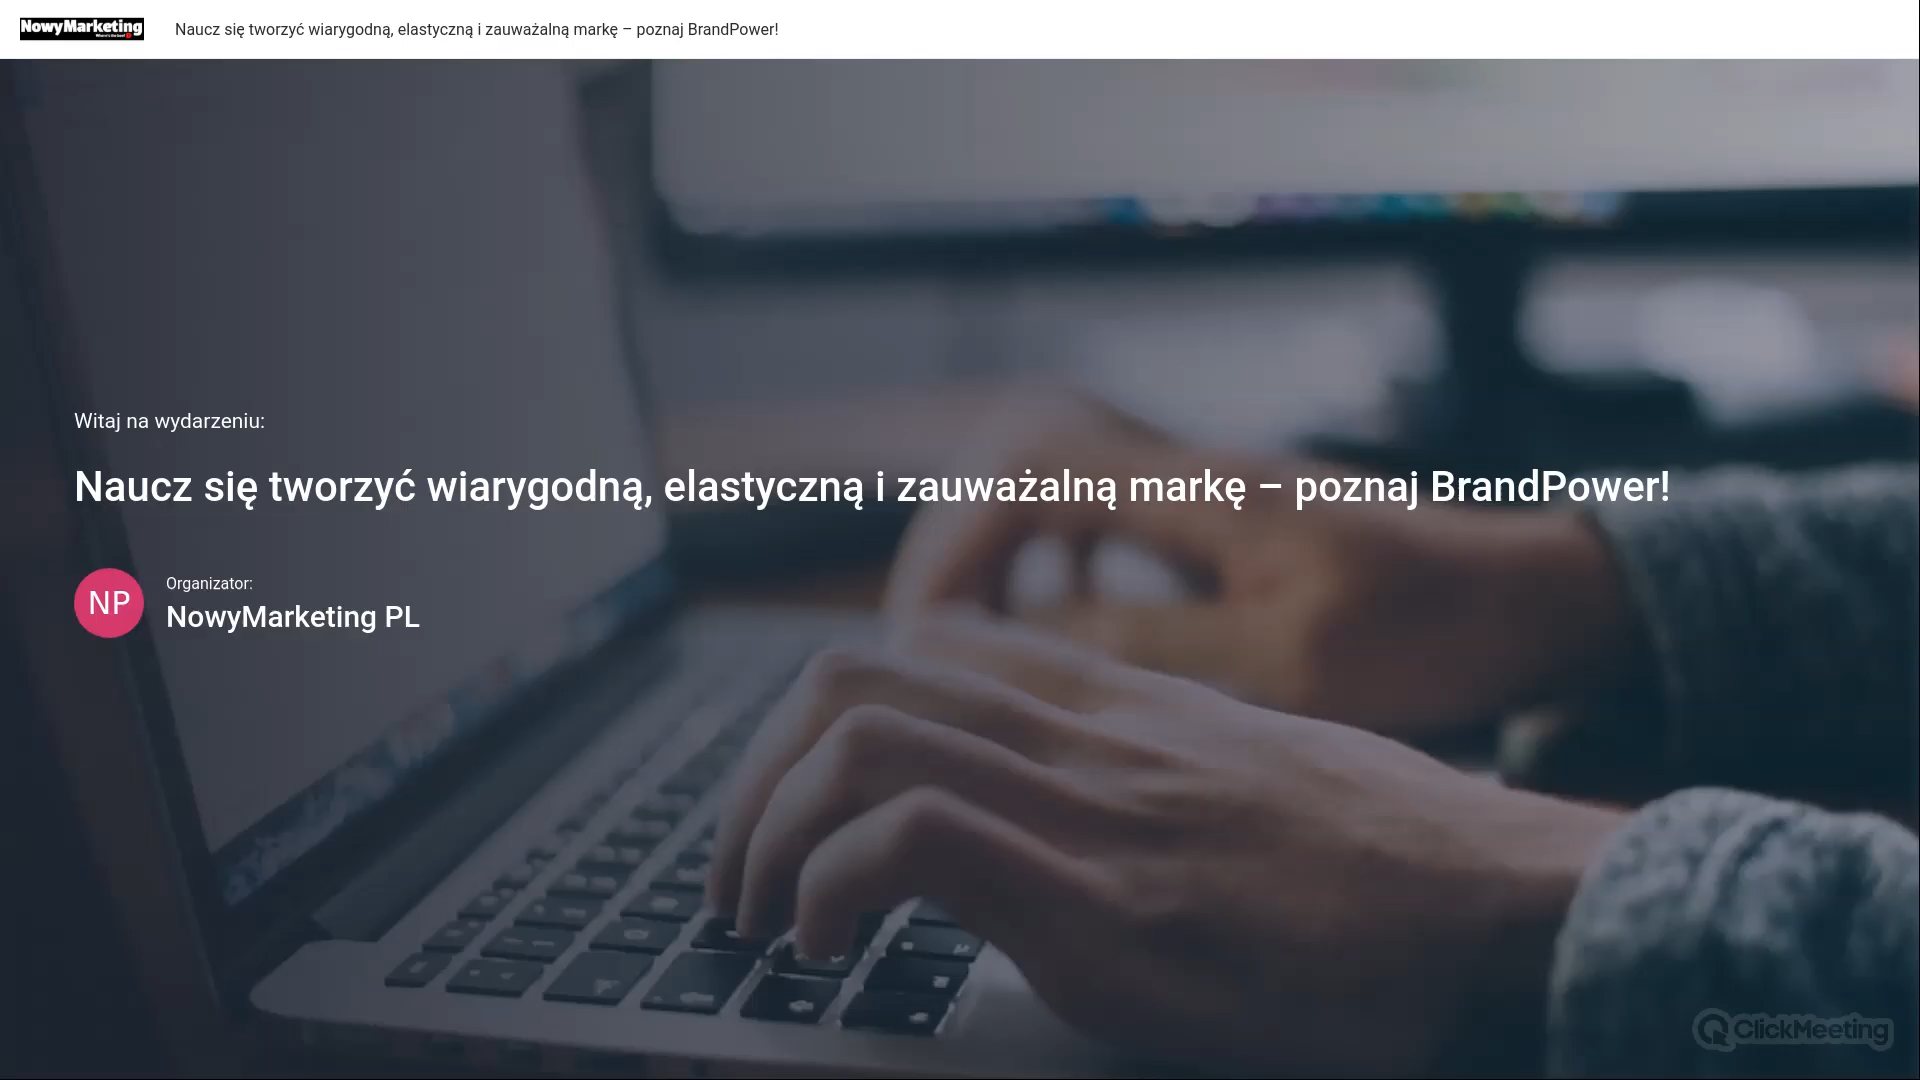 NowyMarketing
Naucz się tworzyć wiarygodną, elastyczną i zauważalną markę – poznaj BrandPower!
Witaj na wydarzeniu:
Naucz się tworzyć wiarygodną, elastyczną i zauważalną markę – poznaj BrandPower!
NP
Organizator:
NowyMarketing PL
ClickMeeting